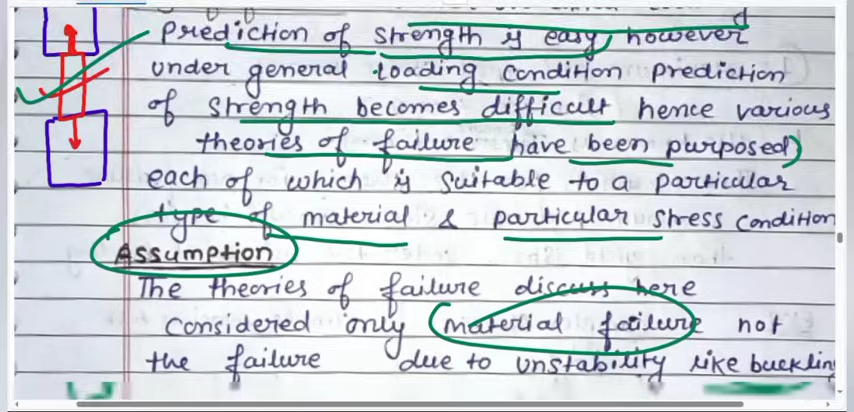 Prediction of strength is easy, however
under general loading condition prediction
of strength becomes difficult hence various
theories of failure have been purposed
each of which is suitable to a particular
type of material & particular stress condition
Assumption
The theories of failure discuss here
considered only material failure not
the failure due to unstability like buckling